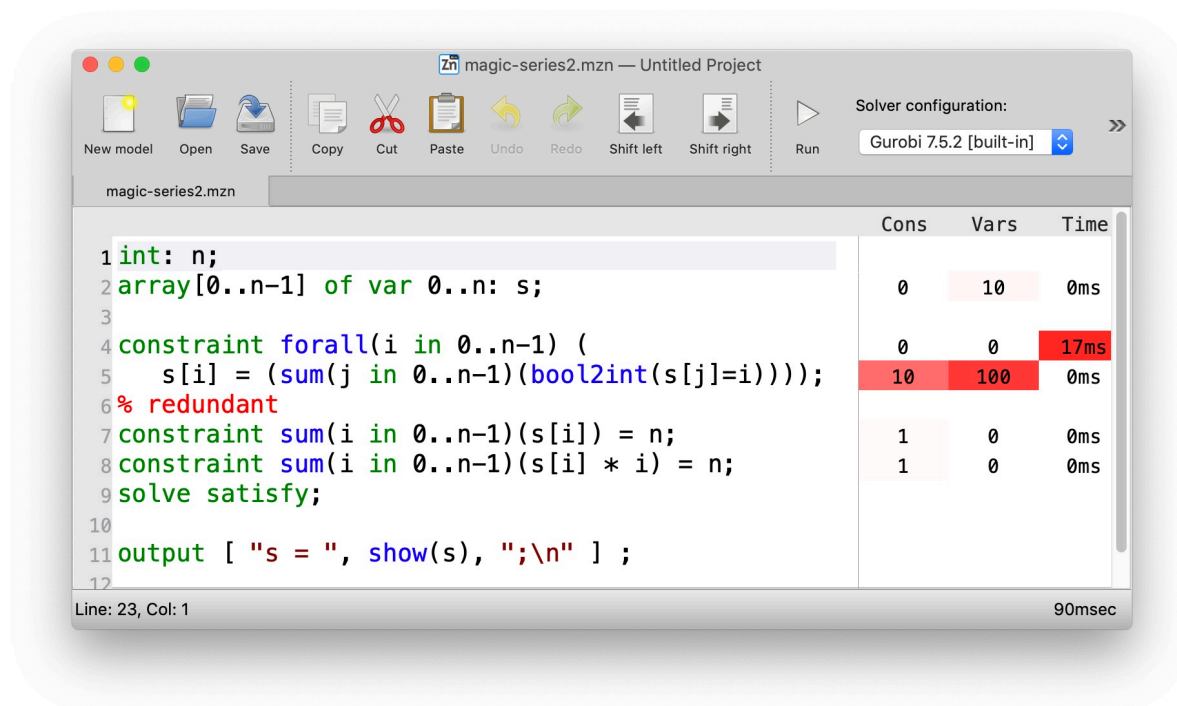 Zn magic-series2.mzn — Untitled Project
Solver configuration:
New model Open Save Copy Cut Paste Undo Redo Shift left Shift right Run Gurobi 7.5.2 [built-in] »
magic-series2.mzn
Cons Vars Time
1 int: n;
2 array[0..n-1] of var 0..n: s; 0 10 0ms
3
4 constraint forall(i in 0..n-1) ( 0 0 17ms
5 s[i] = (sum(j in 0..n-1)(bool2int(s[j]=i)))); 10 100 0ms
6 % redundant
7 constraint sum(i in 0..n-1)(s[i]) = n; 1 0 0ms
8 constraint sum(i in 0..n-1)(s[i] * i) = n; 1 0 0ms
9 solve satisfy;
10
11 output [ "s = ", show(s), ";\n" ] ;
12
Line: 23, Col: 1 90msec